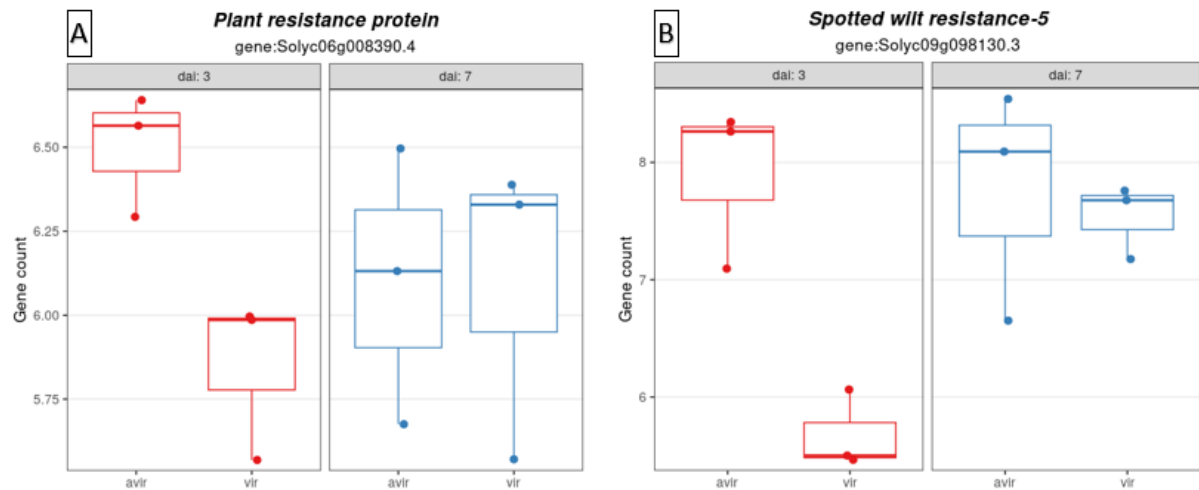 A
Plant resistance protein
gene:Solyc06g008390.4
dai: 3
dai: 7
Gene count
6.50
6.25
6.00
5.75
avir
vir
avir
vir
B
Spotted wilt resistance-5
gene:Solyc09g098130.3
dai: 3
dai: 7
Gene count
8
7
6
avir
vir
avir
vir